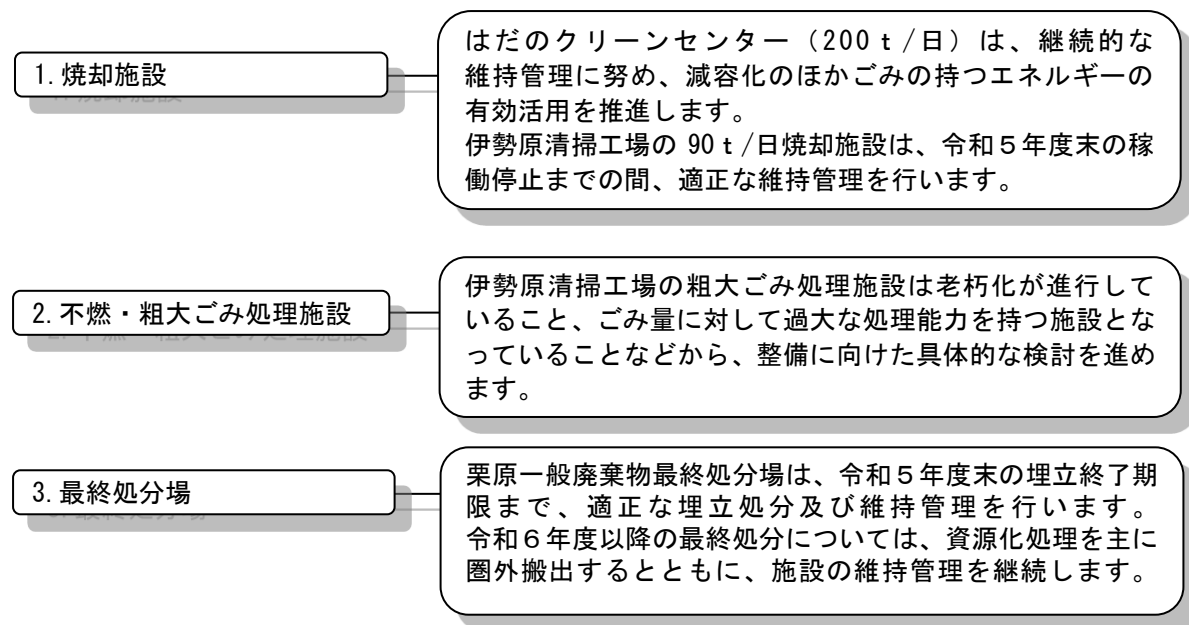 1.焼却施設
はだのクリーンセンター（200ｔ/日）は、継続的な
維持管理に努め、減容化のほかごみの持つエネルギーの
有効活用を推進します。
伊勢原清掃工場の 90ｔ/日焼却施設は、令和５年度末の稼
働停止までの間、適正な維持管理を行います。
2.不燃・粗大ごみ処理施設
伊勢原清掃工場の粗大ごみ処理施設は老朽化が進行して
いること、ごみ量に対して過大な処理能力を持つ施設とな
っていることなどから、整備に向けた具体的な検討を進め
ます。
3.最終処分場
栗原一般廃棄物最終処分場は、令和５年度末の埋立終了期
限まで、適正な埋立処分及び維持管理を行います。
令和６年度以降の最終処分については、資源化処理を主に
圏外搬出するとともに、施設の維持管理を継続します。